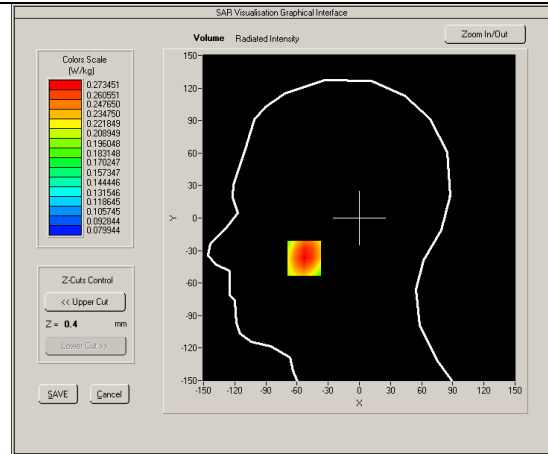 SAR Visualisation Graphical Interface
Volume Radiated Intensity
Zoom In/Out
Colors Scale
(W/kg)
0.273451
0.260551
0.247650
0.234750
0.221849
0.208949
0.196048
0.183148
0.170247
0.157347
0.144446
0.131546
0.118645
0.105745
0.092844
0.079944
Z-Cuts Control
<< Upper Cut
Z = 0.4 mm
Lower Cut >>
SAVE Cancel
150
120
90
60
30
0
-30
-60
-90
-120
-150
Y
-150 -120 -90 -60 -30 0 30 60 90 120 150
X